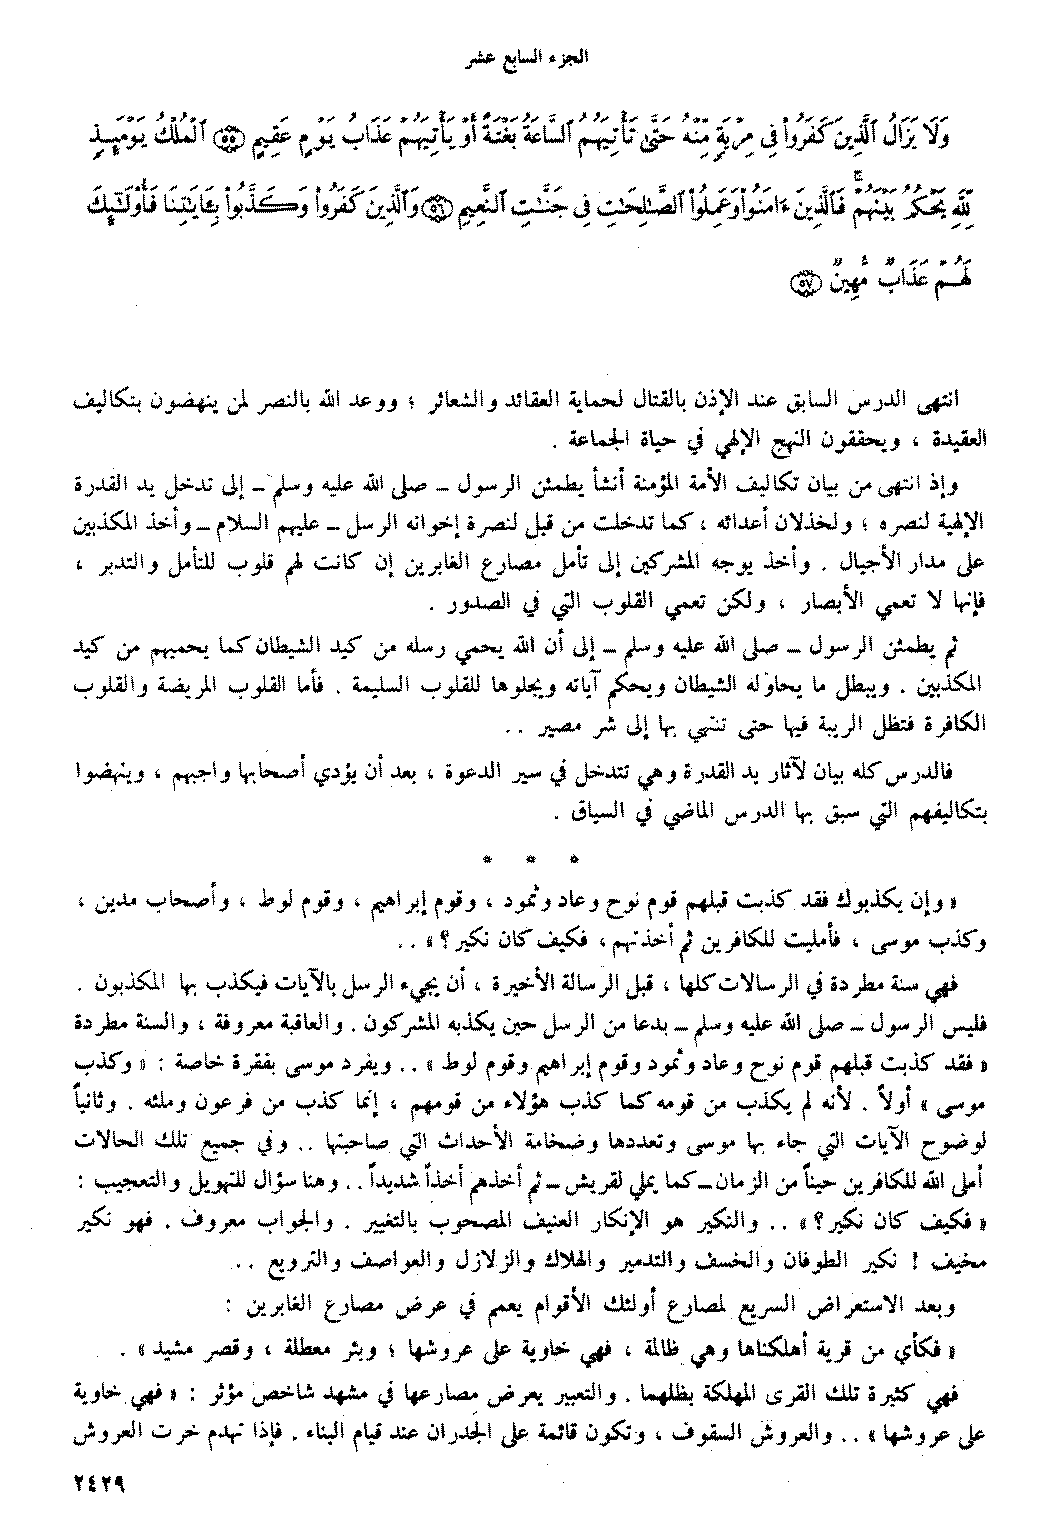 الجزء السابع عشر
وَلَا يَزَالُ ٱلَّذِينَ كَفَرُوا۟ فِى مِرْيَةٍ مِّنْهُ حَتَّىٰ تَأْتِيَهُمُ ٱلسَّاعَةُ بَغْتَةً أَوْ يَأْتِيَهُمْ عَذَابُ يَوْمٍ عَقِيمٍ ٥٥ ٱلْمُلْكُ يَوْمَئِذٍ
لِّلَّهِ يَحْكُمُ بَيْنَهُمْ فَٱلَّذِينَ ءَامَنُوا۟ وَعَمِلُوا۟ ٱلصَّٰلِحَٰتِ فِى جَنَّٰتِ ٱلنَّعِيمِ ٥٦ وَٱلَّذِينَ كَفَرُوا۟ وَكَذَّبُوا۟ بِـَٔايَٰتِنَا فَأُو۟لَٰٓئِكَ
لَهُمْ عَذَابٌ مُّهِينٌ ٥٧
انتهى الدرس السابق عند الإذن بالقتال لحماية العقائد والشعائر ؛ ووعد الله بالنصر لمن ينهضون بتكاليف
العقيدة ، ويحققون النهج الإلهي في حياة الجماعة .
وإذ انتهى من بيان تكاليف الأمة المؤمنة أنشأ يطمئن الرسول – صلى الله عليه وسلم – إلى تدخل يد القدرة
الإلهية لنصره ؛ ولخذلان أعدائه ، كما تدخلت من قبل لنصرة إخوانه الرسل – عليهم السلام – وأخذ المكذبين
على مدار الأجيال . وأخذ يوجه المشركين إلى تأمل مصارع الغابرين إن كانت لهم قلوب للتأمل والتدبر ،
فإنها لا تعمي الأبصار ، ولكن تعمي القلوب التي في الصدور .
ثم يطمئن الرسول – صلى الله عليه وسلم – إلى أن الله يحمي رسله من كيد الشيطان كما يحميهم من كيد
المكذبين . ويبطل ما يحاوله الشيطان ويحكم آياته ويجلوها للقلوب السليمة . فأما القلوب المريضة والقلوب
الكافرة فتظل الريبة فيها حتى تنتهي بها إلى شر مصير ..
فالدرس كله بيان لآثار يد القدرة وهي تتدخل في سير الدعوة ، بعد أن يؤدي أصحابها واجبهم ، وينهضوا
بتكاليفهم التي سبق بها الدرس الماضي في السياق .
* * *
« وإن يكذبوك فقد كذبت قبلهم قوم نوح وعاد وثمود ، وقوم إبراهيم ، وقوم لوط ، وأصحاب مدين ،
وكذب موسى ، فأمليت للكافرين ثم أخذتهم ، فكيف كان نكير؟ » ..
فهي سنة مطردة في الرسالات كلها ، قبل الرسالة الأخيرة ، أن يجيء الرسل بالآيات فيكذب بها المكذبون .
فليس الرسول – صلى الله عليه وسلم – بدعا من الرسل حين يكذبه المشركون . والعاقبة معروفة ، والسنة مطردة
« فقد كذبت قبلهم قوم نوح وعاد وثمود وقوم إبراهيم وقوم لوط » .. ويفرد موسى بفقرة خاصة : « وكذب
موسى » أولاً . لأنه لم يكذب من قومه كما كذب هؤلاء من قومهم ، إنما كذب من فرعون وملئه . وثانياً
لوضوح الآيات التي جاء بها موسى وتعددها وضخامة الأحداث التي صاحبتها .. وفي جميع تلك الحالات
أملى الله للكافرين حيناً من الزمان – كما يملي لقريش – ثم أخذهم أخذاً شديداً .. وهنا سؤال للتهويل والتعجيب :
« فكيف كان نكير؟ » .. والنكير هو الإنكار العنيف المصحوب بالتغيير . والجواب معروف . فهو نكير
مخيف ! نكير الطوفان والخسف والتدمير والهلاك والزلازل والعواصف والترويع ..
وبعد الاستعراض السريع لمصارع أولئك الأقوام يعمم في عرض مصارع الغابرين :
« فكأي من قرية أهلكناها وهي ظالمة ، فهي خاوية على عروشها ؛ وبئر معطلة ، وقصر مشيد » .
فهي كثيرة تلك القرى المهلكة بظلمها . والتعبير يعرض مصارعها في مشهد شاخص مؤثر : « فهي خاوية
على عروشها » .. والعروش السقوف ، وتكون قائمة على الجدران عند قيام البناء . فإذا تهدم خرت العروش
٢٤٢٩